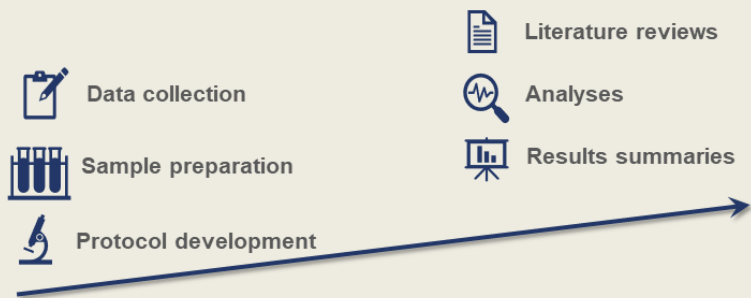 Data collection
Sample preparation
Protocol development
Literature reviews
Analyses
Results summaries